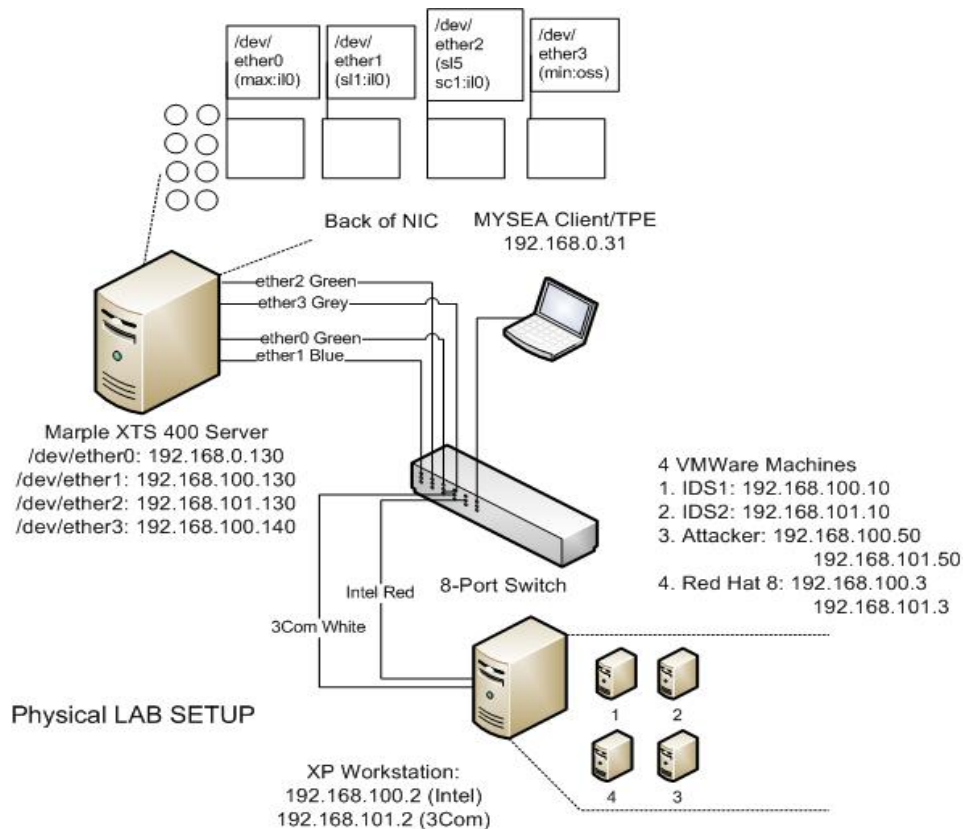 /dev/
ether0
(max:il0)
/dev/
ether1
(sl1:il0)
/dev/
ether2
(sl5
sc1:il0)
/dev/
ether3
(min:oss)
Back of NIC
MYSEA Client/TPE
192.168.0.31
ether2 Green
ether3 Grey
ether0 Green
ether1 Blue
Marple XTS 400 Server
/dev/ether0: 192.168.0.130
/dev/ether1: 192.168.100.130
/dev/ether2: 192.168.101.130
/dev/ether3: 192.168.100.140
4 VMWare Machines
1. IDS1: 192.168.100.10
2. IDS2: 192.168.101.10
3. Attacker: 192.168.100.50
192.168.101.50
4. Red Hat 8: 192.168.100.3
192.168.101.3
8-Port Switch
Intel Red
3Com White
Physical LAB SETUP
1
2
4
3
XP Workstation:
192.168.100.2 (Intel)
192.168.101.2 (3Com)